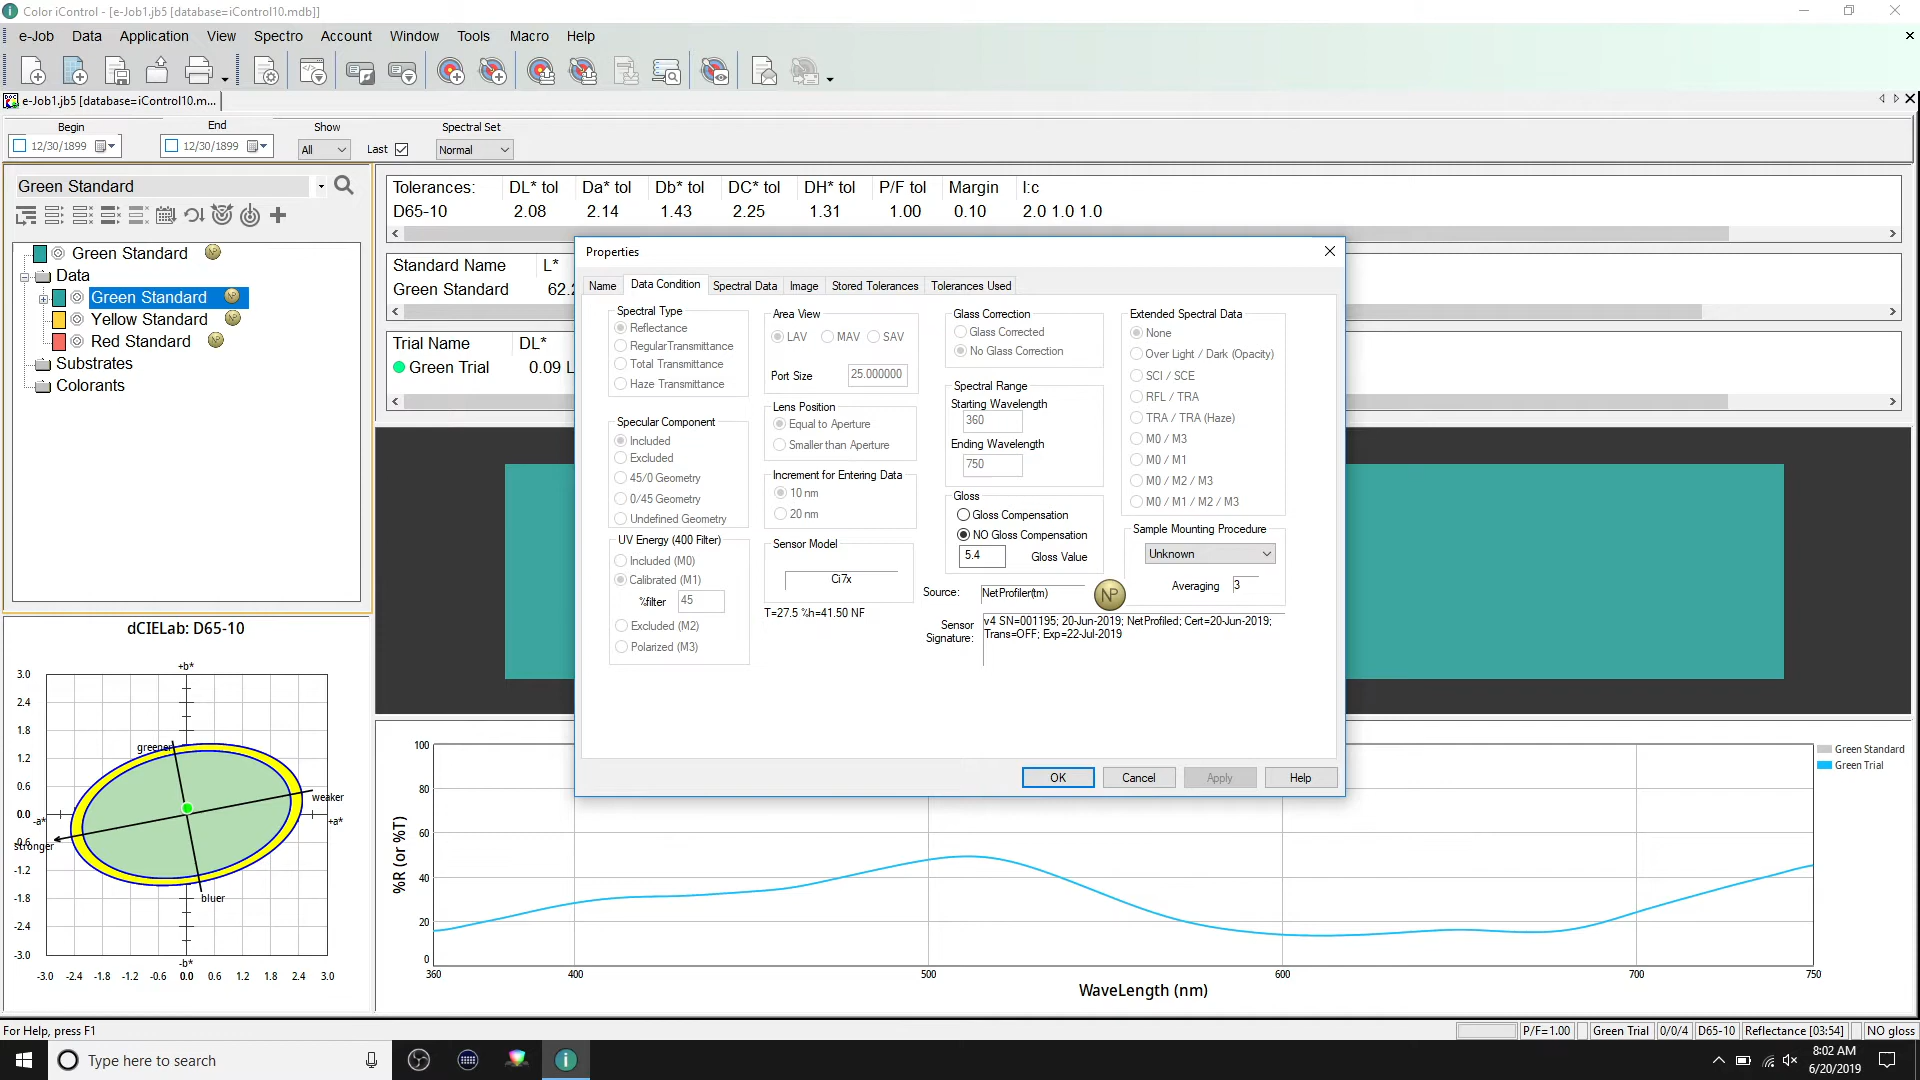 Color iControl - [e-Job1.jb5 [database=iControl10.mdb]]
e-Job Data Application View Spectro Account Window Tools Macro Help
e-Job1.jb5 [database=iControl10.m...
Begin End Show Spectral Set
12/30/1899 12/30/1899 All Last Normal
Green Standard
Green Standard NP
Data
Green Standard NP
Yellow Standard NP
Red Standard NP
Substrates
Colorants
Tolerances: DL* tol Da* tol Db* tol DC* tol DH* tol P/F tol Margin l:c
D65-10 2.08 2.14 1.43 2.25 1.31 1.00 0.10 2.0 1.0 1.0
Standard Name L*
Green Standard 62.2
Trial Name DL*
Green Trial 0.09 L
Properties
Name Data Condition Spectral Data Image Stored Tolerances Tolerances Used
Spectral Type
Reflectance
RegularTransmittance
Total Transmittance
Haze Transmittance
Specular Component
Included
Excluded
45/0 Geometry
0/45 Geometry
Undefined Geometry
UV Energy (400 Filter)
Included (M0)
Calibrated (M1)
%filter 45
Excluded (M2)
Polarized (M3)
Area View
LAV MAV SAV
Port Size 25.000000
Lens Position
Equal to Aperture
Smaller than Aperture
Increment for Entering Data
10 nm
20 nm
Sensor Model
Ci7x
T=27.5 %h=41.50 NF
Glass Correction
Glass Corrected
No Glass Correction
Spectral Range
Starting Wavelength
360
Ending Wavelength
750
Gloss
Gloss Compensation
NO Gloss Compensation
5.4 Gloss Value
Source: NetProfiler(tm) NP
Sensor Signature: v4 SN=001195; 20-Jun-2019; NetProfiled; Cert=20-Jun-2019;
Trans=OFF; Exp=22-Jul-2019
Extended Spectral Data
None
Over Light / Dark (Opacity)
SCI / SCE
RFL / TRA
TRA / TRA (Haze)
M0 / M3
M0 / M1
M0 / M2 / M3
M0 / M1 / M2 / M3
Sample Mounting Procedure
Unknown
Averaging 3
OK Cancel Apply Help
dCIELab: D65-10
+b*
3.0
2.4
1.8
1.2
0.6
0.0
-0.6
-1.2
-1.8
-2.4
-3.0
greener
weaker
-a* +a*
stronger
bluer
-b*
-3.0 -2.4 -1.8 -1.2 -0.6 0.0 0.6 1.2 1.8 2.4 3.0
%R (or %T)
100
80
60
40
20
0
360 400 500 600 700 750
WaveLength (nm)
Green Standard
Green Trial
For Help, press F1
P/F=1.00 Green Trial 0/0/4 D65-10 Reflectance [03:54] NO gloss
Type here to search
8:02 AM
6/20/2019